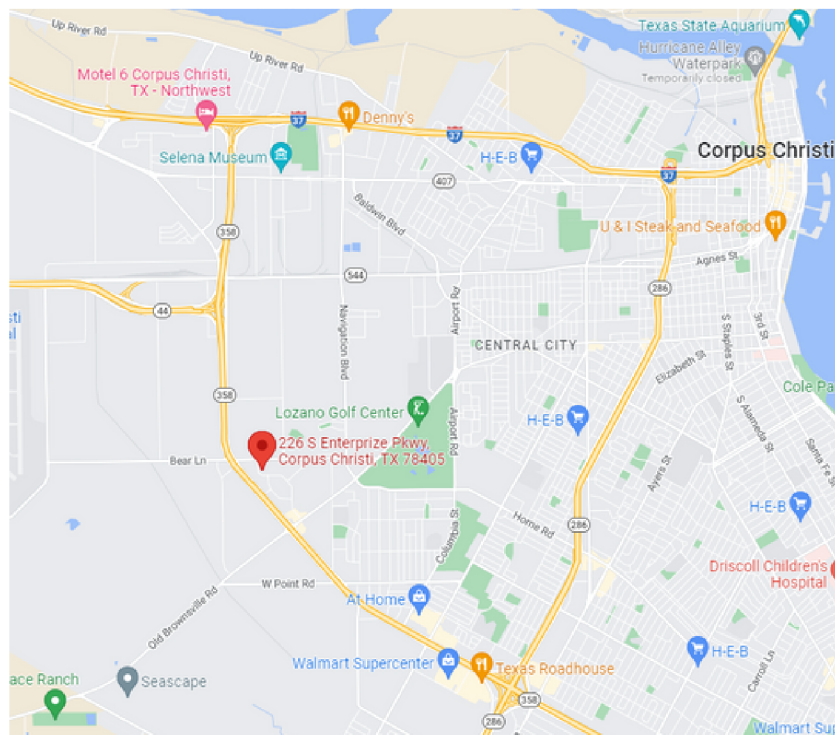 Up River Rd
Texas State Aquarium
Up River Rd
Hurricane Alley
Waterpark
Temporarily closed
Motel 6 Corpus Christi,
TX - Northwest
37
Denny's
37
H-E-B
Corpus Christi
Selena Museum
37
407
Baldwin Blvd
U & I Steak and Seafood
358
Agnes St
544
286
44
Navigation Blvd
Airport Rd
S Staples St
3rd St
CENTRAL CITY
Elizabeth St
358
Cole Pa
Lozano Golf Center
Airport Rd
H-E-B
S Alameda St
226 S Enterprize Pkwy,
Corpus Christi, TX 78405
Bear Ln
Santa Fe St
Ayers St
H-E-B
Columbia St
Horne Rd
286
Driscoll Children's
Hospital
W Point Rd
At Home
Old Brownsville Rd
Walmart Supercenter
Texas Roadhouse
H-E-B
Carroll Ln
ace Ranch
Seascape
358
286
Walmart Sup